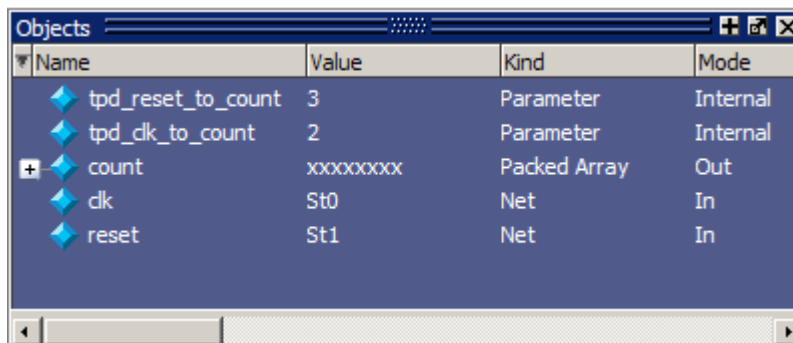 Objects
Name Value Kind Mode
tpd_reset_to_count 3 Parameter Internal
tpd_clk_to_count 2 Parameter Internal
count xxxxxxxx Packed Array Out
clk St0 Net In
reset St1 Net In